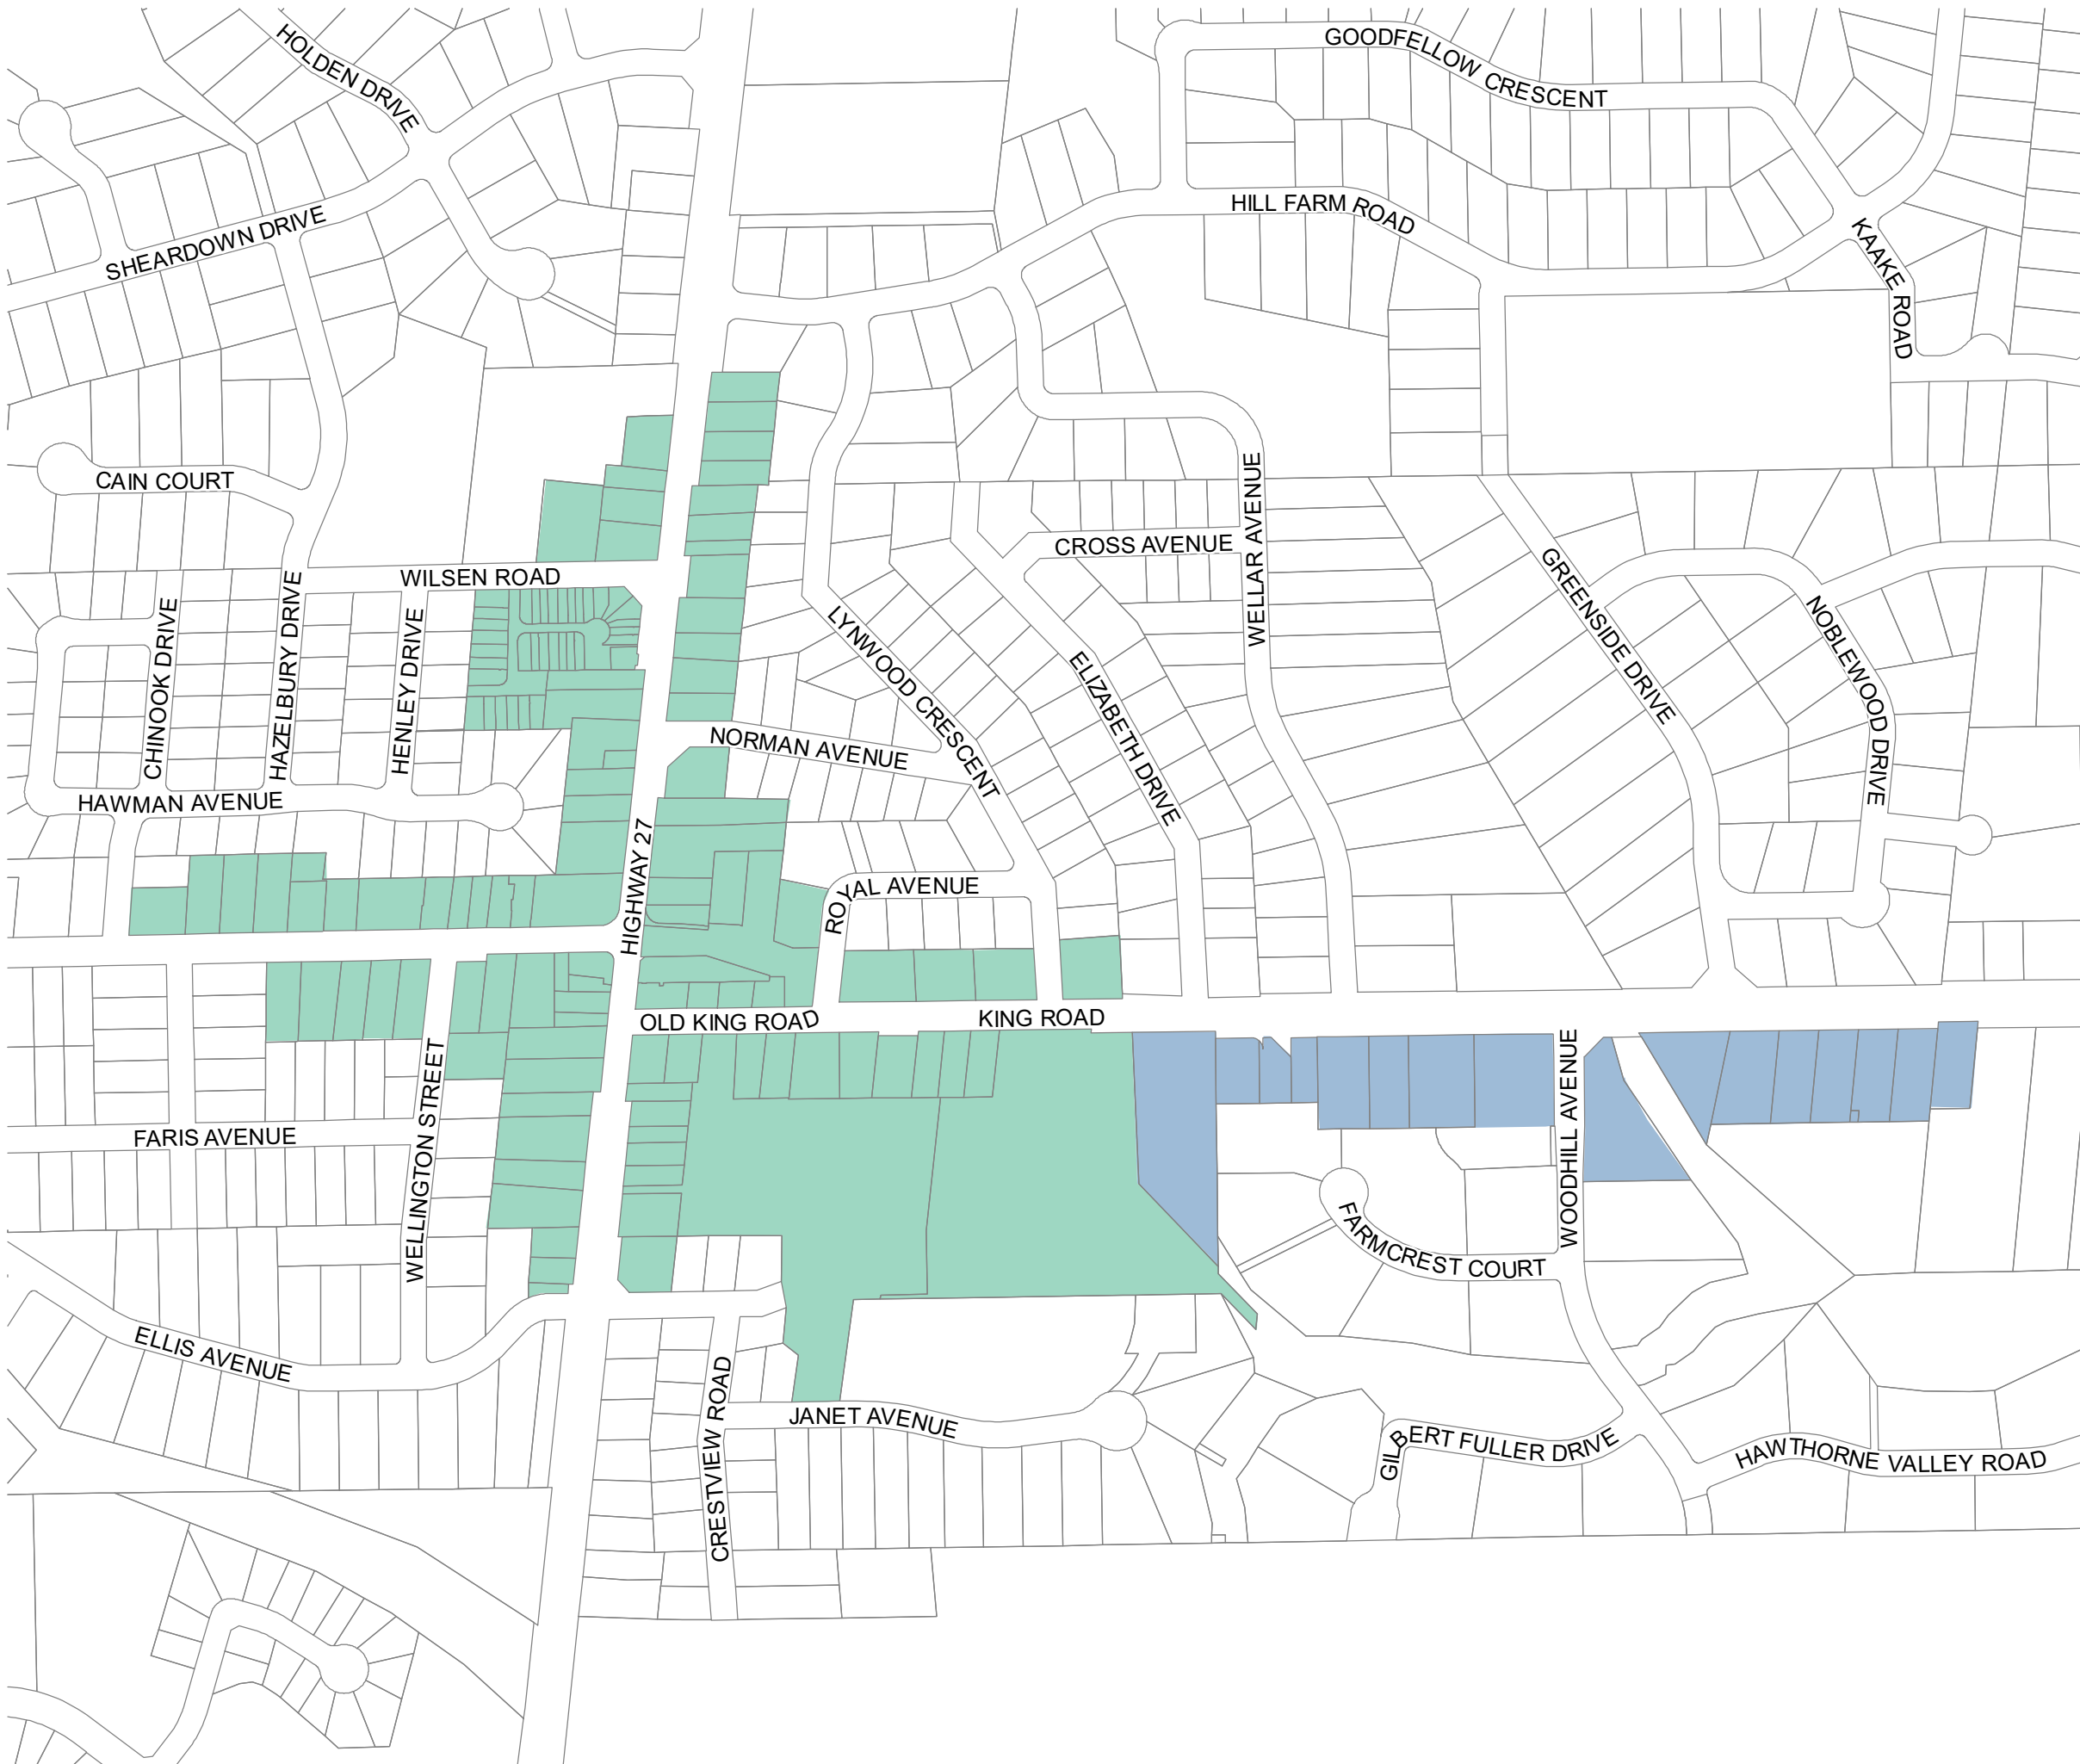 HOLDEN DRIVE
GOODFELLOW CRESCENT
SHEARDOWN DRIVE
HILL FARM ROAD
KAAKE ROAD
CAIN COURT
WELLAR AVENUE
CROSS AVENUE
WILSEN ROAD
GREENSIDE DRIVE
NOBLEWOOD DRIVE
CHINOOK DRIVE
HAZELBURY DRIVE
HENLEY DRIVE
LYNWOOD CRESCENT
ELIZABETH DRIVE
NORMAN AVENUE
HAWMAN AVENUE
HIGHWAY 27
ROYAL AVENUE
OLD KING ROAD
KING ROAD
WOODHILL AVENUE
FARIS AVENUE
WELLINGTON STREET
FARMCREST COURT
ELLIS AVENUE
CRESTVIEW ROAD
JANET AVENUE
GILBERT FULLER DRIVE
HAWTHORNE VALLEY ROAD